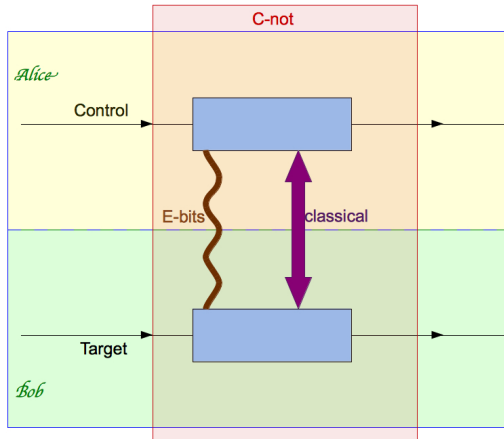 C-not
Alice
Control
E-bits
classical
Target
Bob